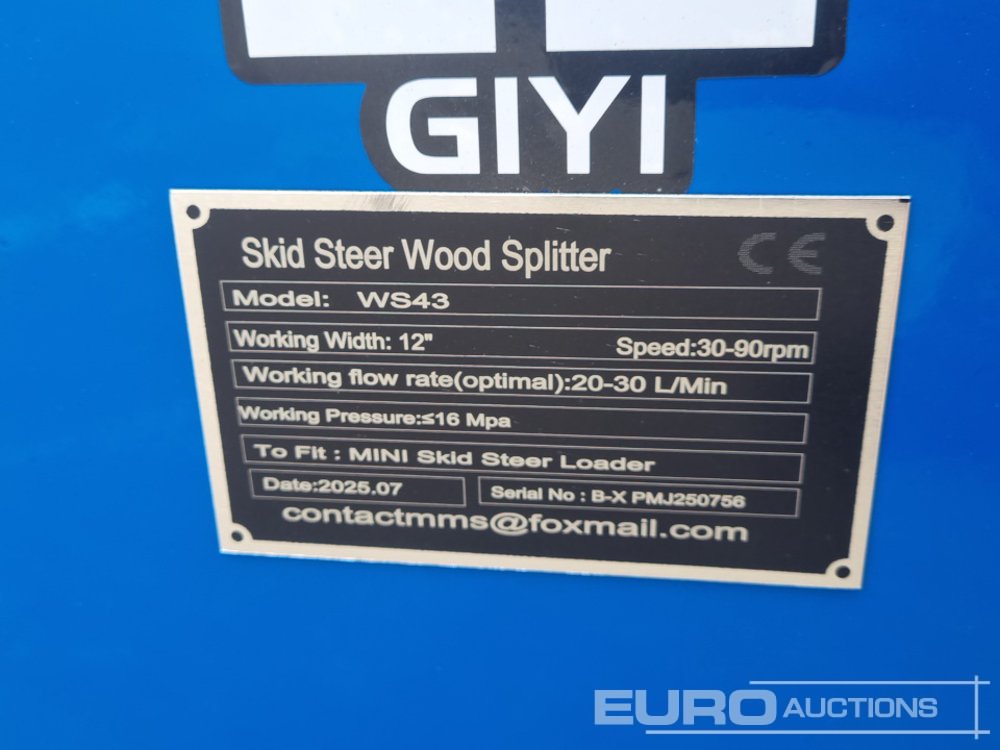 GIYI
Skid Steer Wood Splitter CE
Model: WS43
Working Width: 12" Speed:30-90rpm
Working flow rate(optimal):20-30 L/Min
Working Pressure:≤16 Mpa
To Fit : MINI Skid Steer Loader
Date:2025.07 Serial No : B-X PMJ250756
contactmms@foxmail.com
EURO AUCTIONS